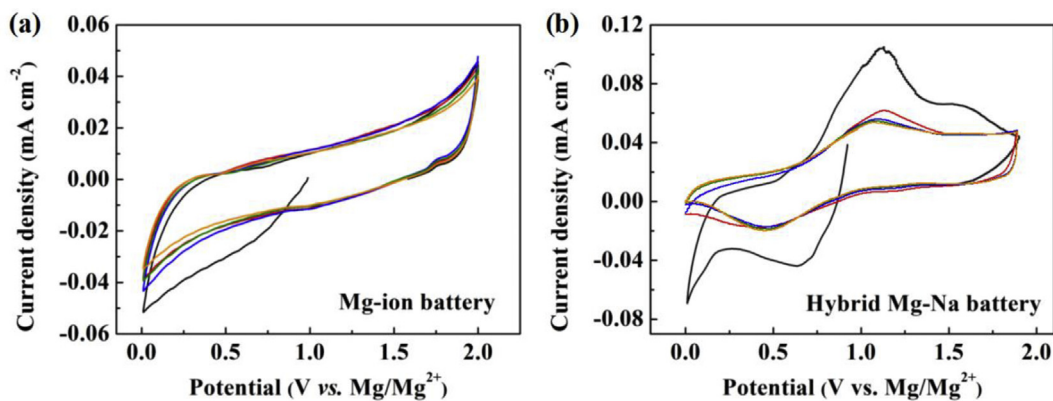 (a)
0.06
0.04
0.02
0.00
-0.02
-0.04
-0.06
Current density (mA cm⁻²)
Mg-ion battery
0.0 0.5 1.0 1.5 2.0
Potential (V vs. Mg/Mg²⁺)
(b)
0.12
0.08
0.04
0.00
-0.04
-0.08
Current density (mA cm⁻²)
Hybrid Mg-Na battery
0.0 0.5 1.0 1.5 2.0
Potential (V vs. Mg/Mg²⁺)